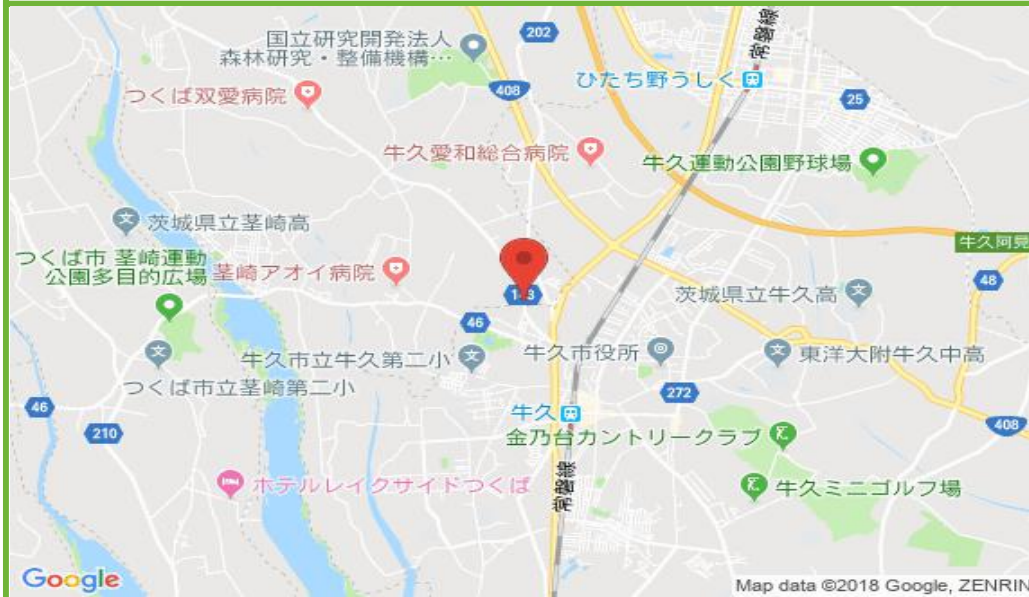 常磐線
国立研究開発法人
森林研究・整備機構…
202
ひたち野うしく
つくば双愛病院
408
25
牛久愛和総合病院
牛久運動公園野球場
茨城県立茎崎高
牛久阿見
つくば市 茎崎運動
公園多目的広場
茎崎アオイ病院
48
茨城県立牛久高
46
牛久市立牛久第二小
牛久市役所
東洋大附牛久中高
つくば市立茎崎第二小
272
46
牛久
408
210
金乃台カントリークラブ
ホテルレイクサイドつくば
常磐線
牛久ミニゴルフ場
Google
Map data ©2018 Google, ZENRIN